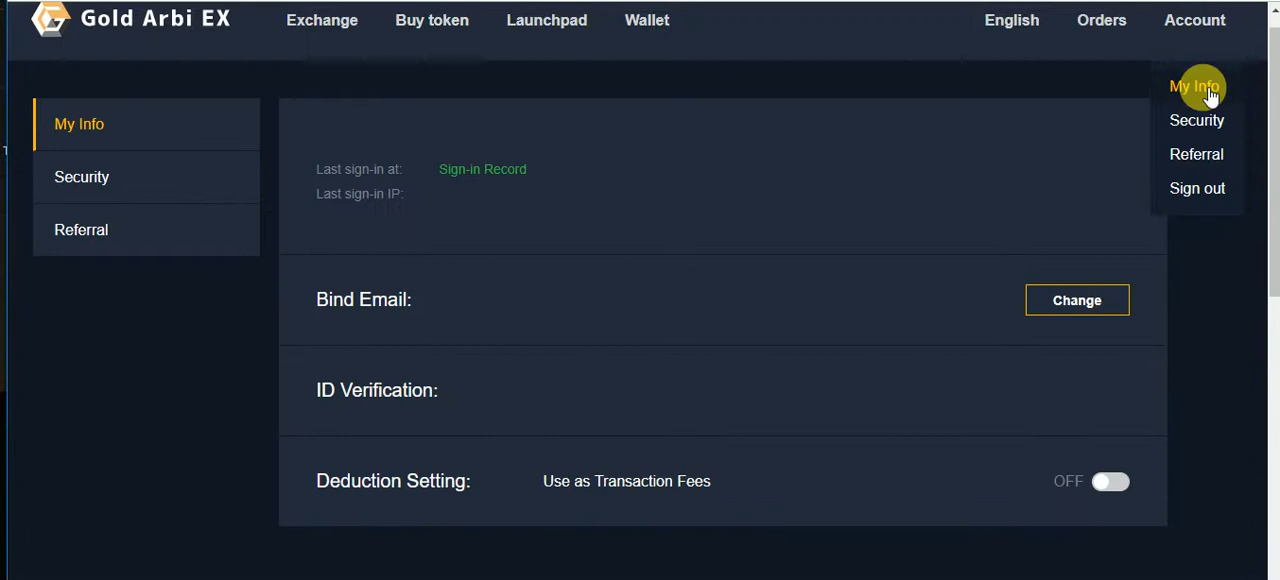 Gold Arbi EX
Exchange
Buy token
Launchpad
Wallet
English
Orders
Account
My Info
Security
Referral
Sign out
My Info
Security
Referral
Last sign-in at: Sign-in Record
Last sign-in IP:
Bind Email:
Change
ID Verification:
Deduction Setting: Use as Transaction Fees OFF